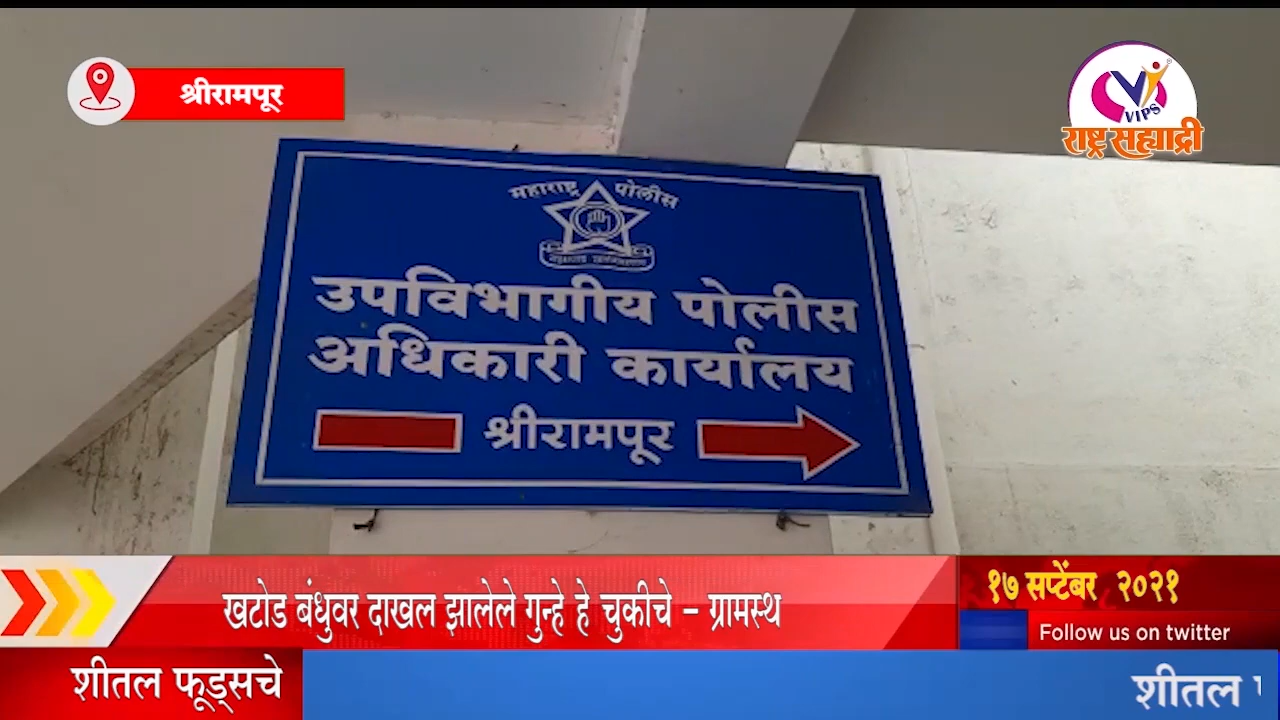 श्रीरामपूर
VIPS
राष्ट्र सह्याद्री
महाराष्ट्र पोलीस
उपविभागीय पोलीस
अधिकारी कार्यालय
श्रीरामपूर
खटोड बंधुवर दाखल झालेले गुन्हे हे चुकीचे - ग्रामस्थ
१७ सप्टेंबर २०२१
Follow us on twitter
शीतल फूड्सचे
शीतल